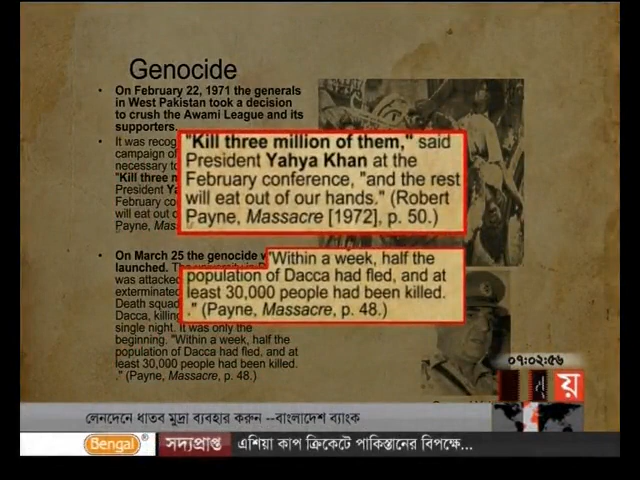 Genocide
• On February 22, 1971 the generals
in West Pakistan took a decision
to crush the Awami League and its
supporters.
• It was recog
campaign of
necessary to
"Kill three m
President Ya
February co
will eat out o
Payne, Mas
"Kill three million of them," said
President Yahya Khan at the
February conference, "and the rest
will eat out of our hands." (Robert
Payne, Massacre [1972], p. 50.)
• On March 25 the genocide w
launched.
was attacked
exterminated
Death squad
Dacca, killing
single night. It was only the
beginning. "Within a week, half the
population of Dacca had fled, and at
least 30,000 people had been killed.
." (Payne, Massacre, p. 48.)
"Within a week, half the
population of Dacca had fled, and at
least 30,000 people had been killed.
." (Payne, Massacre, p. 48.)
০৭:০২:৫৬
য়
লেনদেনে ধাতব মুদ্রা ব্যবহার করুন --বাংলাদেশ ব্যাংক
Bengal ® সদ্যপ্রাপ্ত এশিয়া কাপ ক্রিকেটে পাকিস্তানের বিপক্ষে...